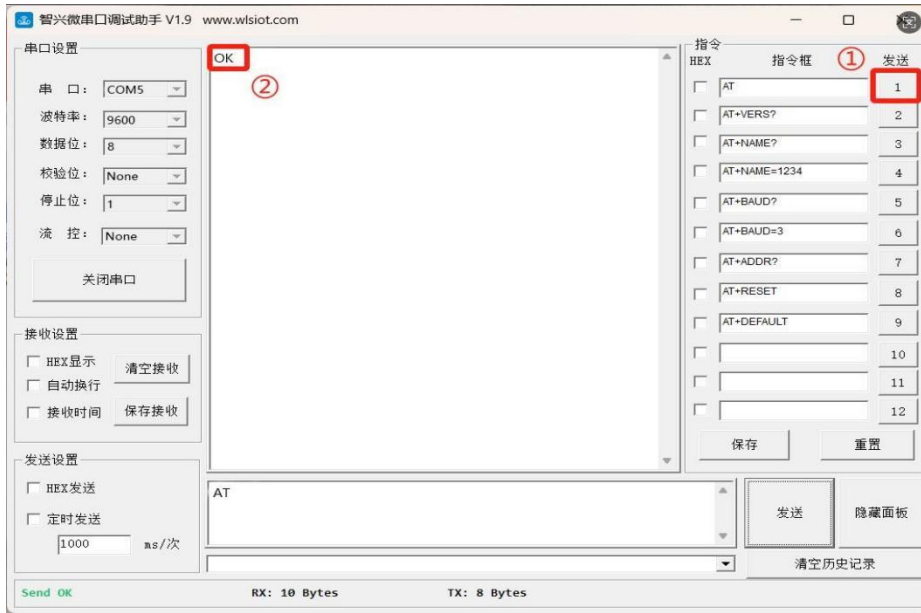 智兴微串口调试助手 V1.9 www.wlsiot.com
串口设置
串 口： COM5
波特率： 9600
数据位： 8
校验位： None
停止位： 1
流 控： None
关闭串口
接收设置
HEX显示
自动换行
清空接收
接收时间
保存接收
发送设置
HEX发送
定时发送
1000 ms/次
OK
②
AT
指令
HEX 指令框 ① 发送
AT 1
AT+VERS? 2
AT+NAME? 3
AT+NAME=1234 4
AT+BAUD? 5
AT+BAUD=3 6
AT+ADDR? 7
AT+RESET 8
AT+DEFAULT 9
10
11
12
保存 重置
发送 隐藏面板
清空历史记录
Send OK RX: 10 Bytes TX: 8 Bytes